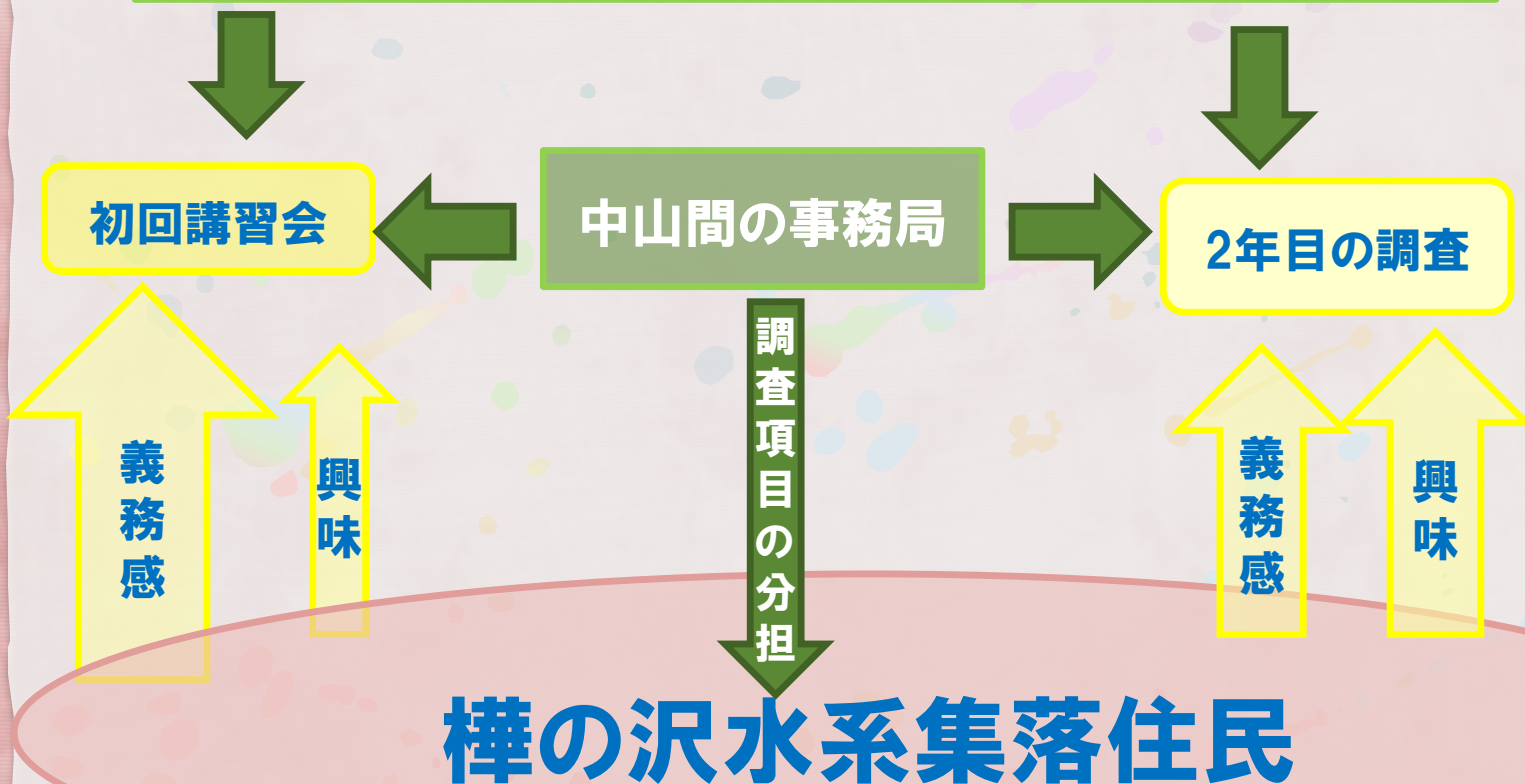 初回講習会
中山間の事務局
2年目の調査
調査項目の分担
義務感
興味
義務感
興味
樺の沢水系集落住民